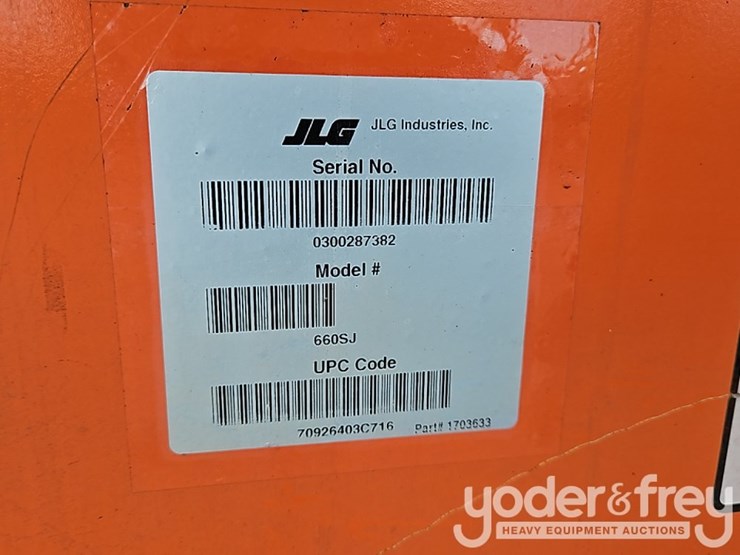 JLG JLG Industries, Inc.
Serial No.
0300287382
Model #
660SJ
UPC Code
70926403C716 Part# 1703633
yoder&frey
HEAVY EQUIPMENT AUCTIONS